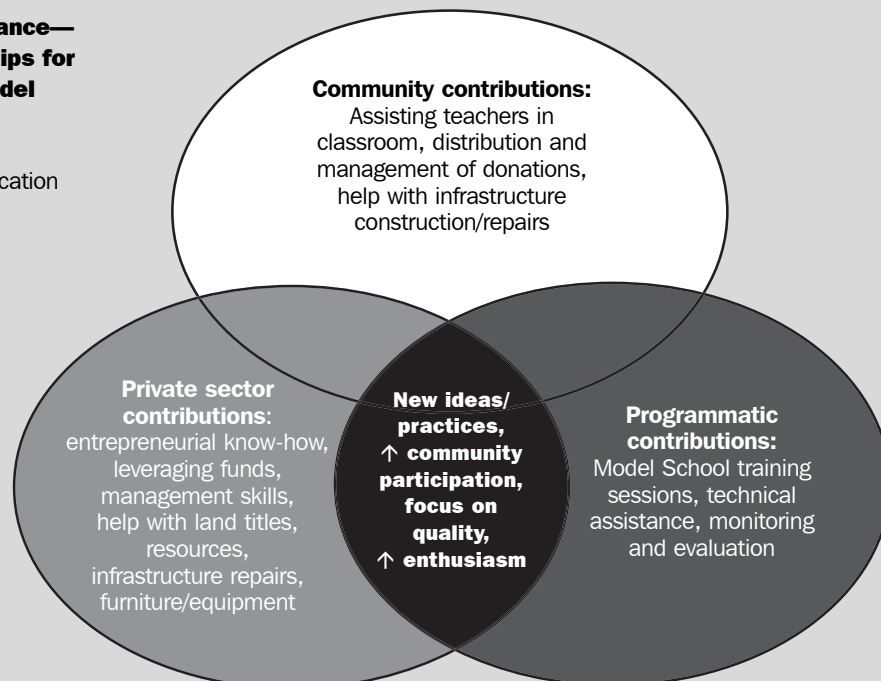 ance—
ips for
del
cation
Community contributions:
Assisting teachers in
classroom, distribution and
management of donations,
help with infrastructure
construction/repairs
Private sector
contributions:
entrepreneurial know-how,
leveraging funds,
management skills,
help with land titles,
resources,
infrastructure repairs,
furniture/equipment
New ideas/
practices,
↑ community
participation,
focus on
quality,
↑ enthusiasm
Programmatic
contributions:
Model School training
sessions, technical
assistance, monitoring
and evaluation